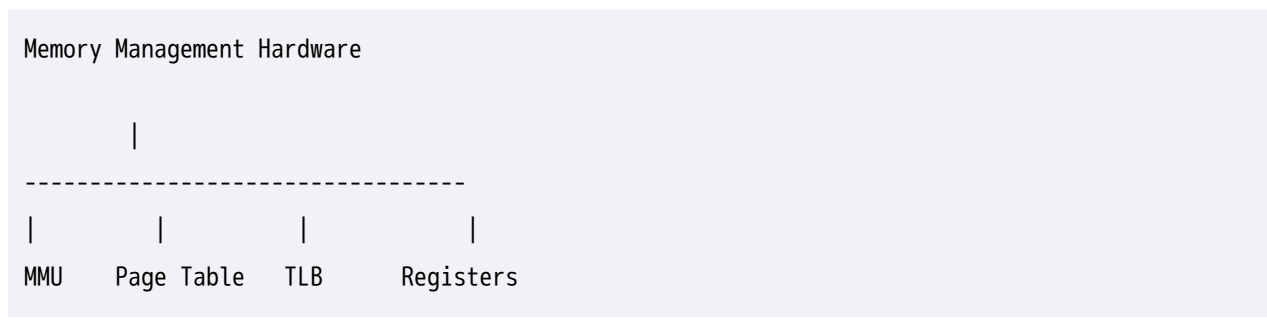 Memory Management Hardware
|
----------------------------------
| | | |
MMU Page Table TLB Registers